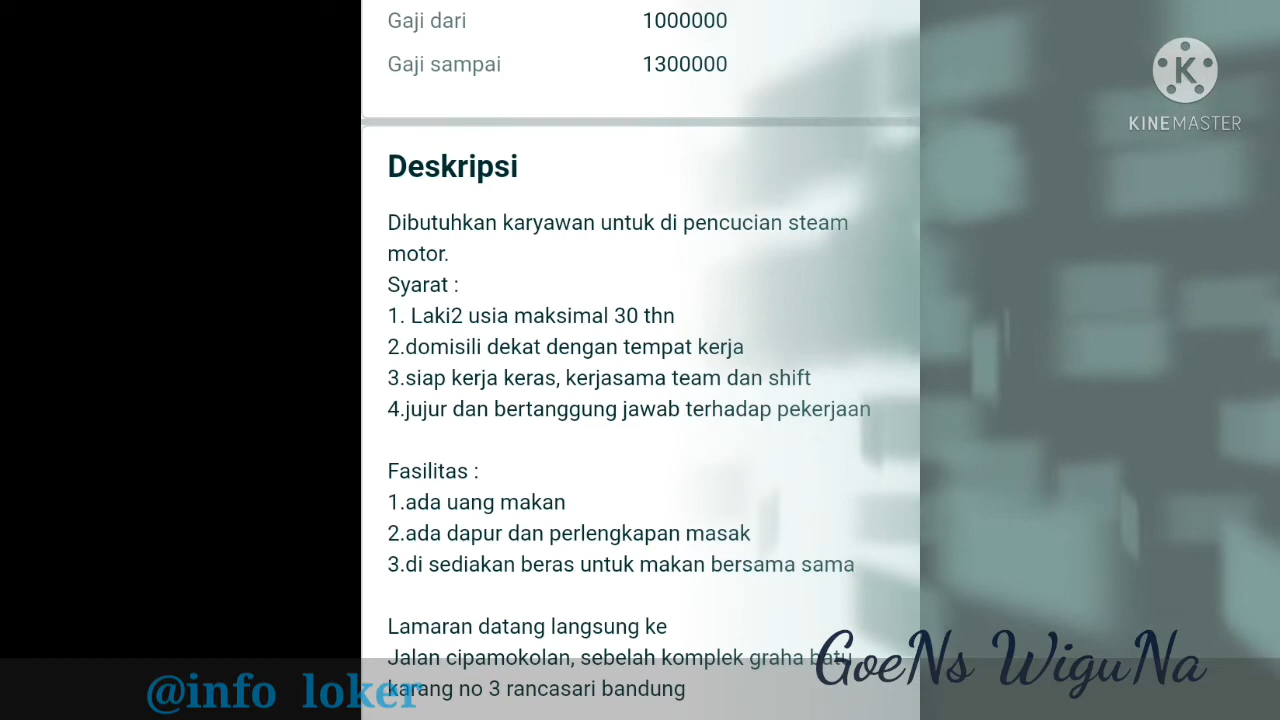 Gaji dari 1000000
Gaji sampai 1300000
Deskripsi
Dibutuhkan karyawan untuk di pencucian steam
motor.
Syarat :
1. Laki2 usia maksimal 30 thn
2.domisili dekat dengan tempat kerja
3.siap kerja keras, kerjasama team dan shift
4.jujur dan bertanggung jawab terhadap pekerjaan
Fasilitas :
1.ada uang makan
2.ada dapur dan perlengkapan masak
3.di sediakan beras untuk makan bersama sama
Lamaran datang langsung ke
Jalan cipamokolan, sebelah komplek graha batu
karang no 3 rancasari bandung
@info loker
GoeNs WiguNa
K
KINEMASTER